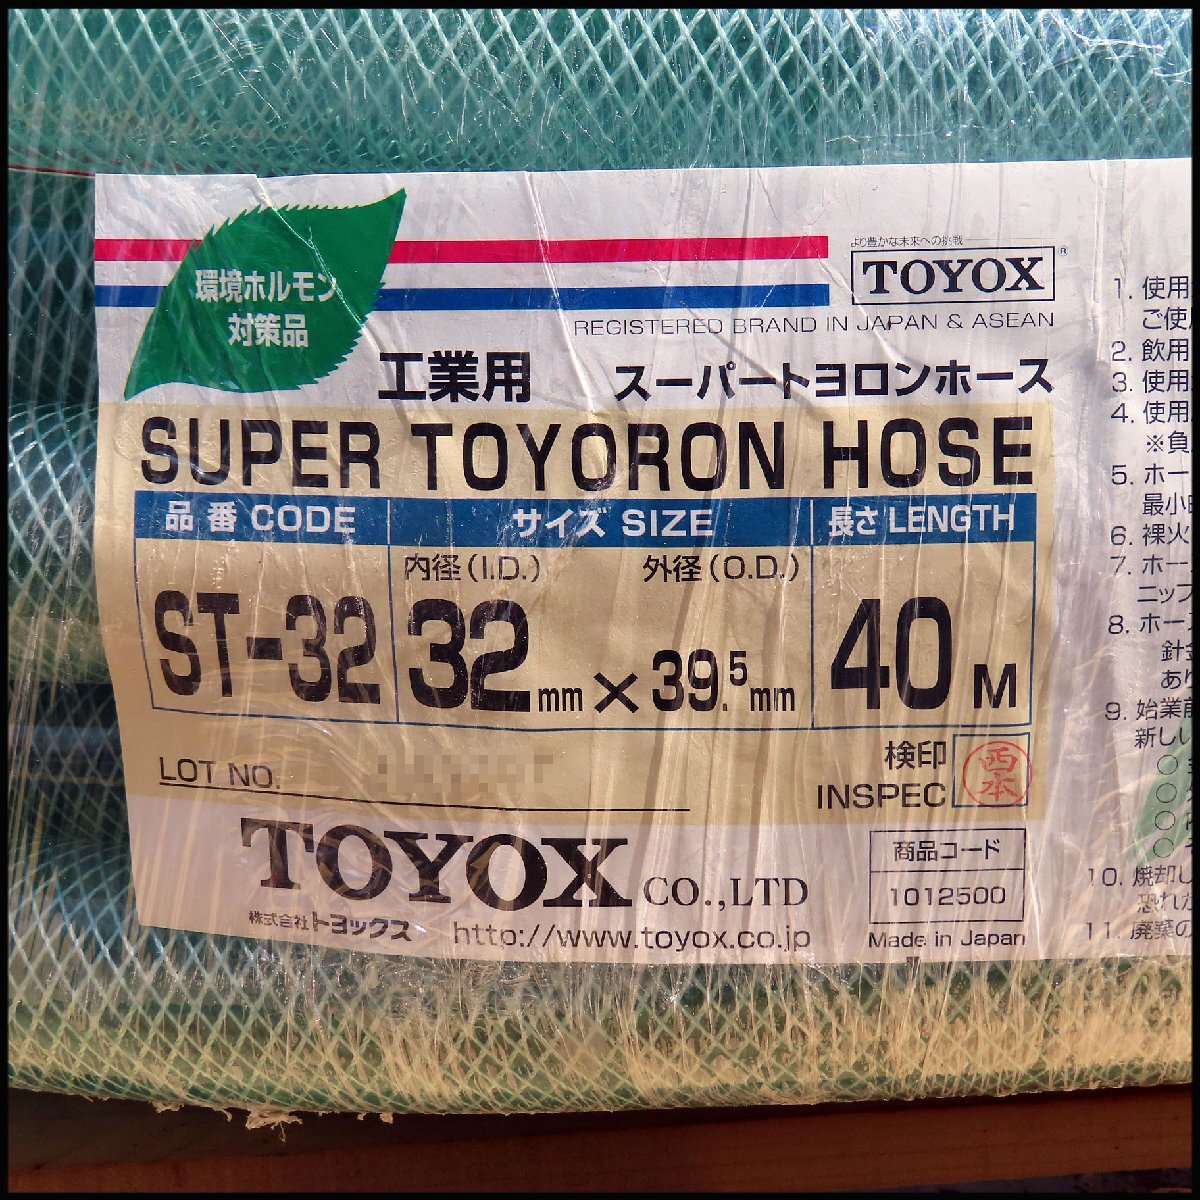 環境ホルモン
対策品
より豊かな未来への挑戦
TOYOX®
REGISTERED BRAND IN JAPAN & ASEAN
工業用 スーパートヨロンホース
SUPER TOYORON HOSE
品番 CODE サイズ SIZE 長さ LENGTH
内径(I.D.) 外径(O.D.)
ST-32 32mm×39.5mm 40M
LOT NO.
検印
INSPEC
西本
TOYOX CO.,LTD
株式会社トヨックス http://www.toyox.co.jp
商品コード
1012500
Made in Japan
1. 使用
ご使
2. 飲用
3. 使用
4. 使用
※負
5. ホー
最小
6. 裸火
7. ホー
ニッフ
8. ホー
針金
あり
9. 始業前
新しい
10. 焼却し
恐れが
11. 廃棄の